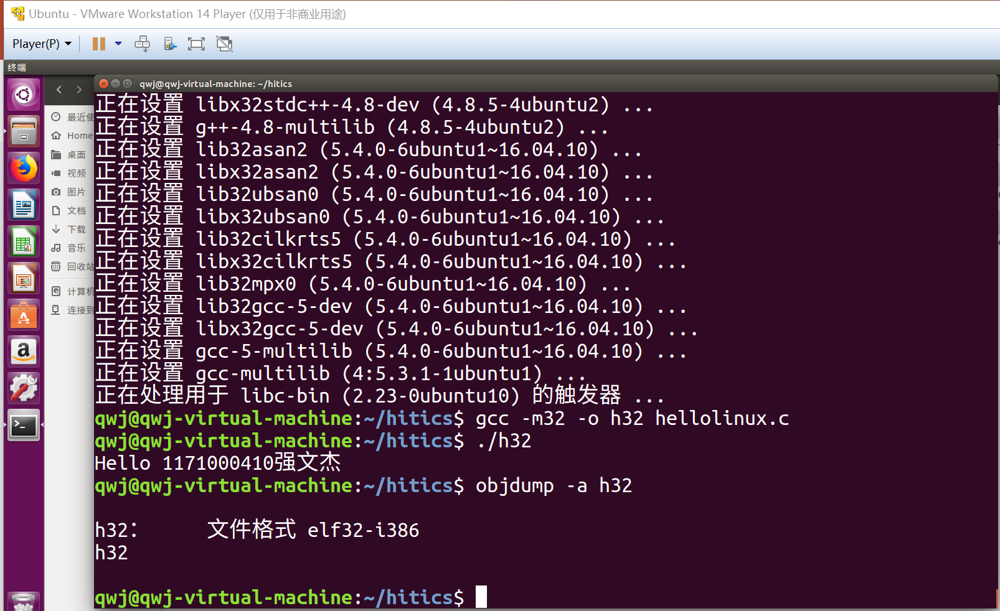 Ubuntu - VMware Workstation 14 Player (仅用于非商业用途)
Player(P)
终端
qwj@qwj-virtual-machine: ~/hitics
最近使
Home
桌面
视频
图片
文档
下载
音乐
回收站
计算机
连接到
正在设置 libx32stdc++-4.8-dev (4.8.5-4ubuntu2) ...
正在设置 g++-4.8-multilib (4.8.5-4ubuntu2) ...
正在设置 lib32asan2 (5.4.0-6ubuntu1~16.04.10) ...
正在设置 libx32asan2 (5.4.0-6ubuntu1~16.04.10) ...
正在设置 lib32ubsan0 (5.4.0-6ubuntu1~16.04.10) ...
正在设置 libx32ubsan0 (5.4.0-6ubuntu1~16.04.10) ...
正在设置 lib32cilkrts5 (5.4.0-6ubuntu1~16.04.10) ...
正在设置 libx32cilkrts5 (5.4.0-6ubuntu1~16.04.10) ...
正在设置 lib32mpx0 (5.4.0-6ubuntu1~16.04.10) ...
正在设置 lib32gcc-5-dev (5.4.0-6ubuntu1~16.04.10) ...
正在设置 libx32gcc-5-dev (5.4.0-6ubuntu1~16.04.10) ...
正在设置 gcc-5-multilib (5.4.0-6ubuntu1~16.04.10) ...
正在设置 gcc-multilib (4:5.3.1-1ubuntu1) ...
正在处理用于 libc-bin (2.23-0ubuntu10) 的触发器 ...
qwj@qwj-virtual-machine:~/hitics$ gcc -m32 -o h32 hellolinux.c
qwj@qwj-virtual-machine:~/hitics$ ./h32
Hello 1171000410强文杰
qwj@qwj-virtual-machine:~/hitics$ objdump -a h32
h32：     文件格式 elf32-i386
h32
qwj@qwj-virtual-machine:~/hitics$